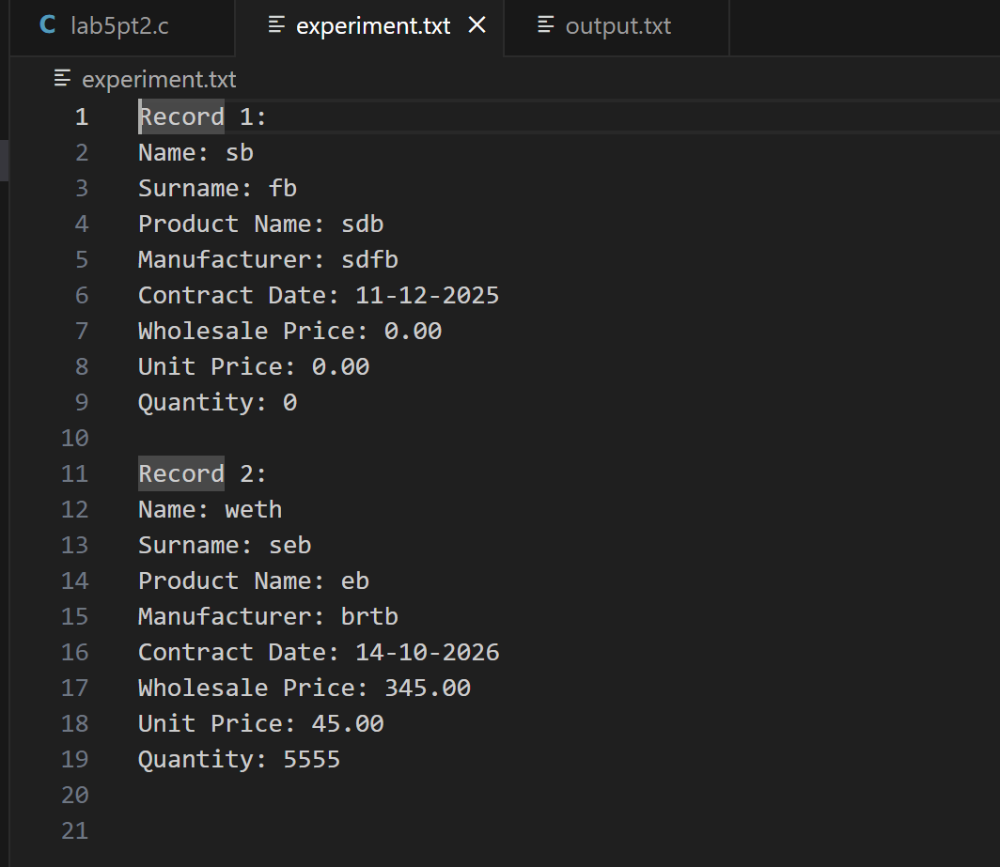 C lab5pt2.c experiment.txt output.txt
experiment.txt
1 Record 1:
2 Name: sb
3 Surname: fb
4 Product Name: sdb
5 Manufacturer: sdfb
6 Contract Date: 11-12-2025
7 Wholesale Price: 0.00
8 Unit Price: 0.00
9 Quantity: 0
10
11 Record 2:
12 Name: weth
13 Surname: seb
14 Product Name: eb
15 Manufacturer: brtb
16 Contract Date: 14-10-2026
17 Wholesale Price: 345.00
18 Unit Price: 45.00
19 Quantity: 5555
20
21